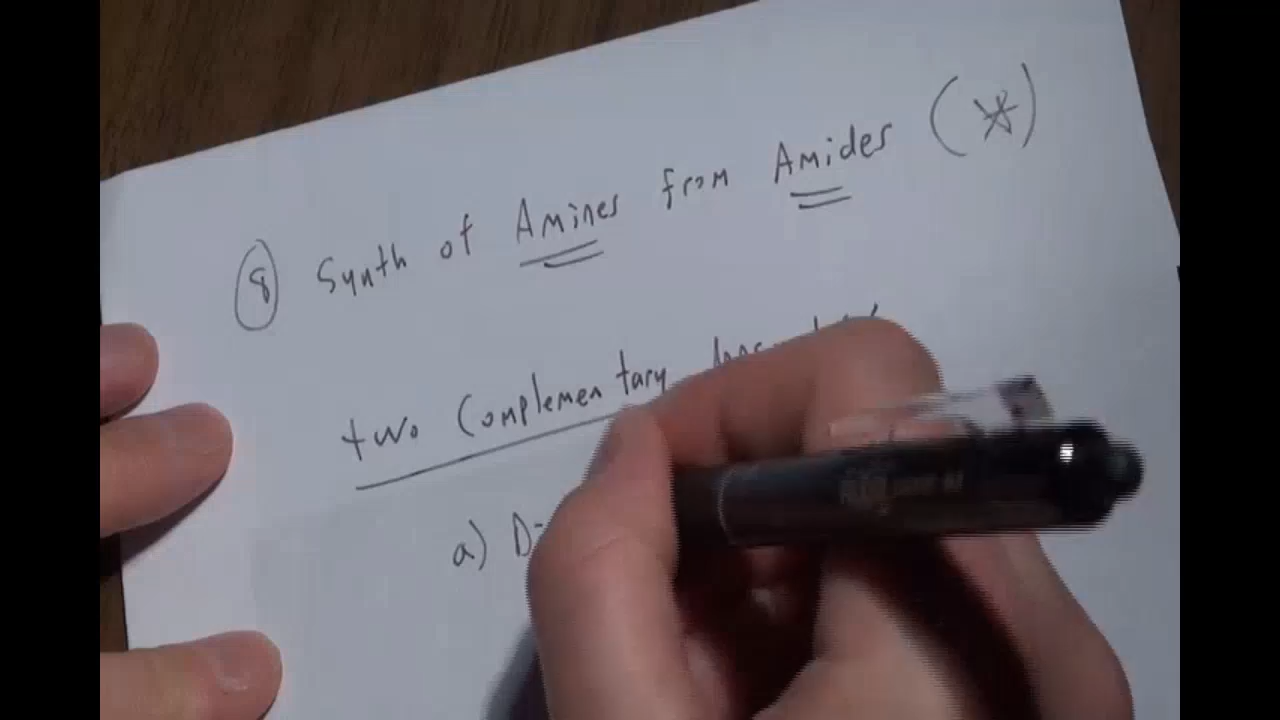 8 Synth of Amines from Amides (*)
two complementary
a)